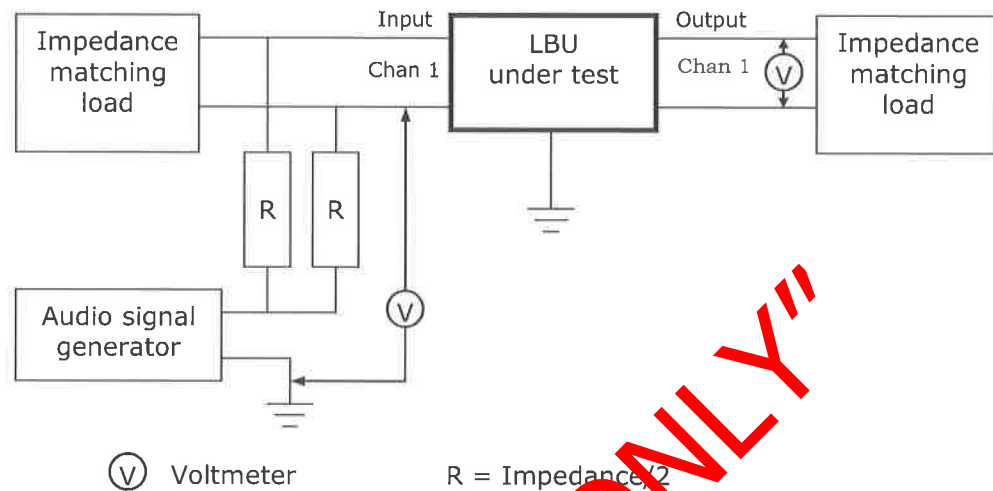 Impedance
matching
load
Input
Chan 1
LBU
under test
Output
Chan 1
V
Impedance
matching
load
R
R
V
Audio signal
generator
V Voltmeter
R = Impedance/2
ONLY"